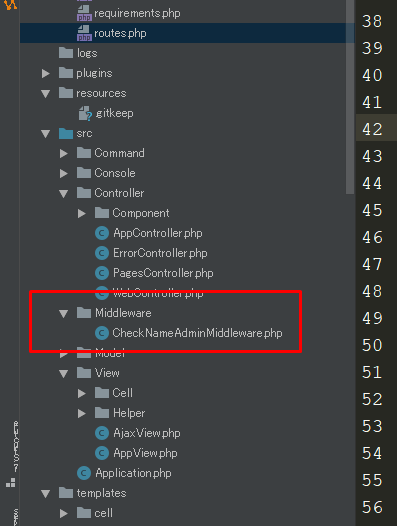 requirements.php
routes.php
logs
plugins
resources
.gitkeep
src
Command
Console
Controller
Component
AppController.php
ErrorController.php
PagesController.php
WebController.php
Middleware
CheckNameAdminMiddleware.php
Model
View
Cell
Helper
AjaxView.php
AppView.php
Application.php
templates
cell
38
39
40
41
42
43
44
45
46
47
48
49
50
51
52
53
54
55
56